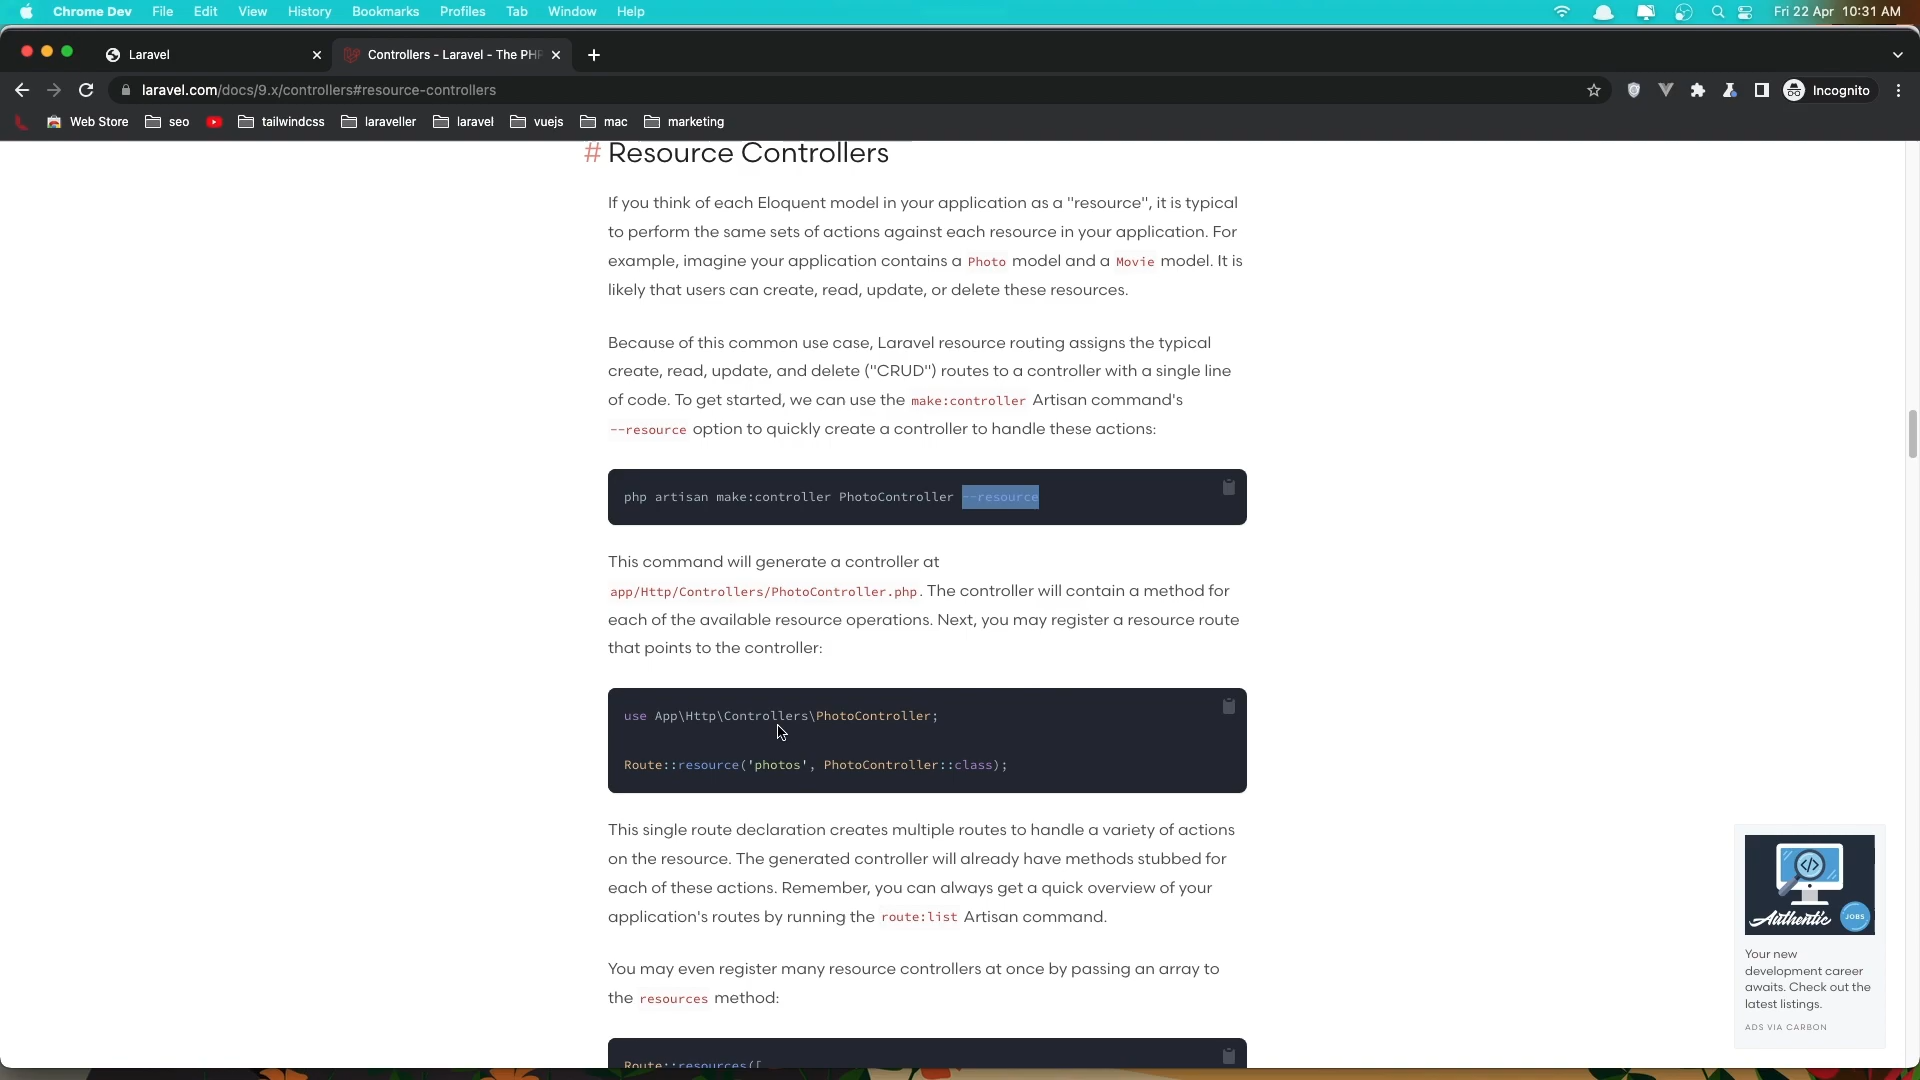 Chrome Dev File Edit View History Bookmarks Profiles Tab Window Help Fri 22 Apr 10:31 AM
Laravel Controllers - Laravel - The PHP
laravel.com/docs/9.x/controllers#resource-controllers Incognito
Web Store seo tailwindcss laraveller laravel vuejs mac marketing
# Resource Controllers
If you think of each Eloquent model in your application as a "resource", it is typical
to perform the same sets of actions against each resource in your application. For
example, imagine your application contains a Photo model and a Movie model. It is
likely that users can create, read, update, or delete these resources.
Because of this common use case, Laravel resource routing assigns the typical
create, read, update, and delete ("CRUD") routes to a controller with a single line
of code. To get started, we can use the make:controller Artisan command's
--resource option to quickly create a controller to handle these actions:
php artisan make:controller PhotoController --resource
This command will generate a controller at
app/Http/Controllers/PhotoController.php. The controller will contain a method for
each of the available resource operations. Next, you may register a resource route
that points to the controller:
use App\Http\Controllers\PhotoController;
Route::resource('photos', PhotoController::class);
This single route declaration creates multiple routes to handle a variety of actions
on the resource. The generated controller will already have methods stubbed for
each of these actions. Remember, you can always get a quick overview of your
application's routes by running the route:list Artisan command.
You may even register many resource controllers at once by passing an array to
the resources method:
Route::resources([
Authentic JOBS
Your new
development career
awaits. Check out the
latest listings.
ADS VIA CARBON